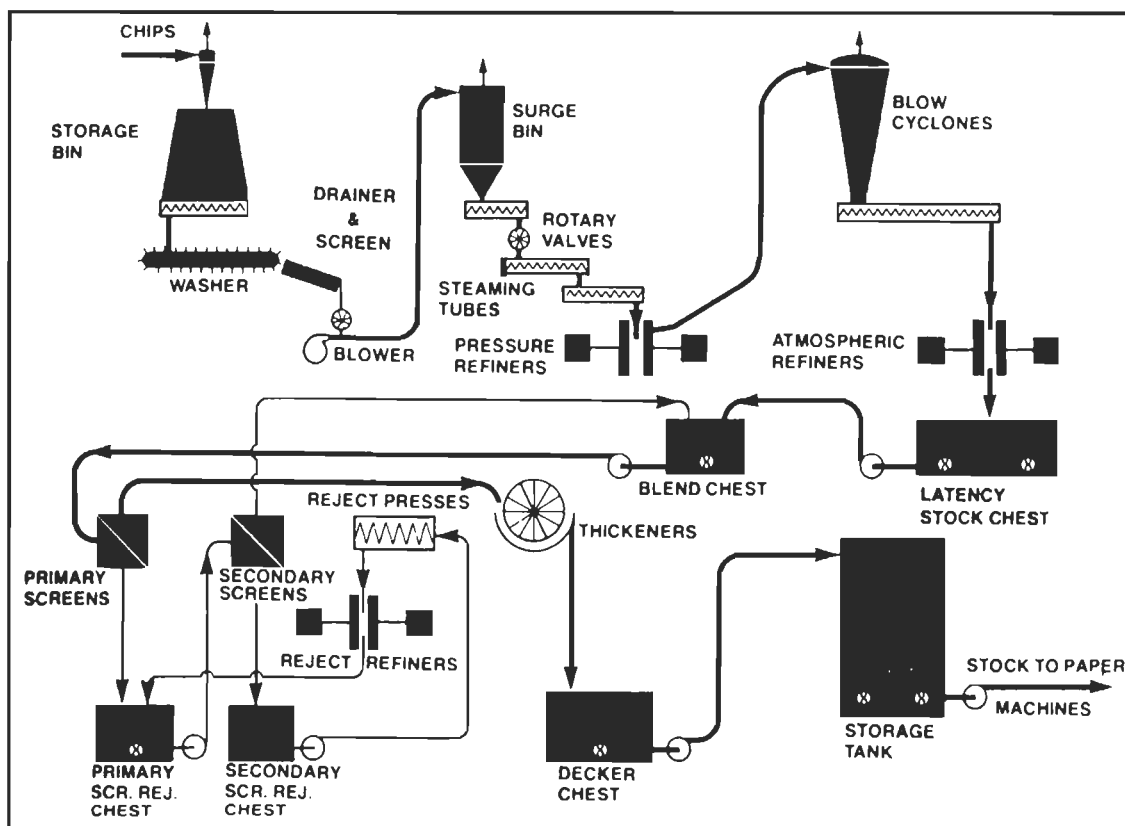 CHIPS
STORAGE
BIN
WASHER
DRAINER
&
SCREEN
BLOWER
SURGE
BIN
ROTARY
VALVES
STEAMING
TUBES
PRESSURE
REFINERS
BLOW
CYCLONES
ATMOSPHERIC
REFINERS
LATENCY
STOCK CHEST
BLEND CHEST
PRIMARY
SCREENS
SECONDARY
SCREENS
REJECT PRESSES
THICKENERS
REJECT REFINERS
PRIMARY
SCR. REJ.
CHEST
SECONDARY
SCR. REJ.
CHEST
DECKER
CHEST
STORAGE
TANK
STOCK TO PAPER
MACHINES